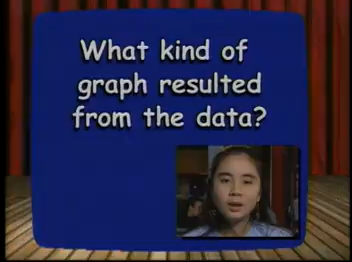 What kind of
graph resulted
from the data?